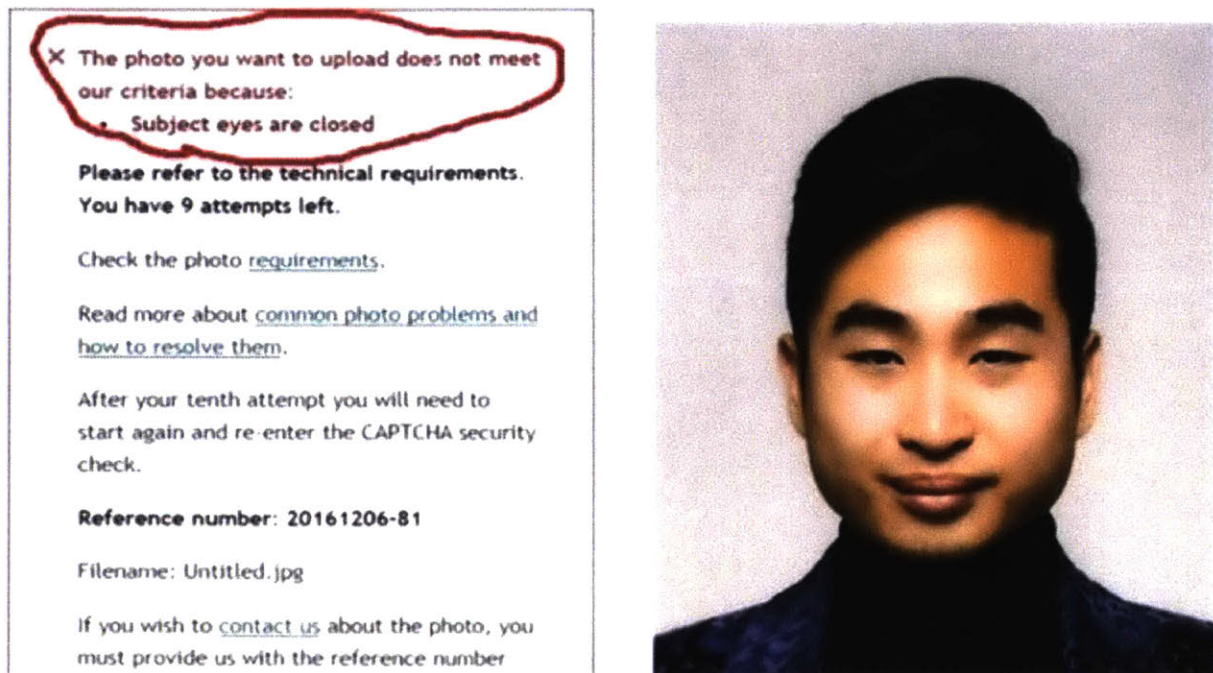 X The photo you want to upload does not meet
our criteria because:
• Subject eyes are closed
Please refer to the technical requirements.
You have 9 attempts left.
Check the photo requirements.
Read more about common photo problems and
how to resolve them.
After your tenth attempt you will need to
start again and re-enter the CAPTCHA security
check.
Reference number: 20161206-81
Filename: Untitled.jpg
If you wish to contact us about the photo, you
must provide us with the reference number